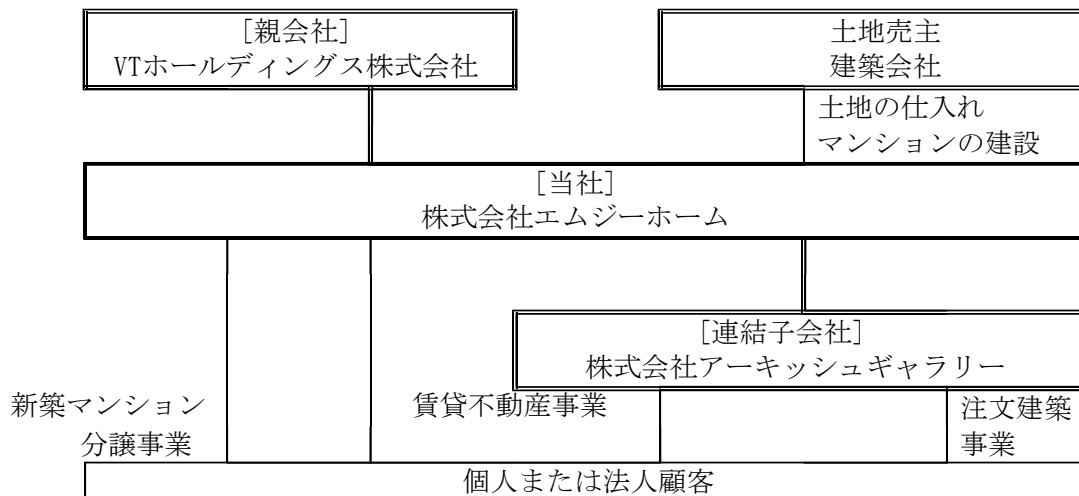 [親会社]
VTホールディングス株式会社
土地売主
建築会社
土地の仕入れ
マンションの建設
[当社]
株式会社エムジーホーム
[連結子会社]
株式会社アーキッシュギャラリー
新築マンション
分譲事業
賃貸不動産事業
注文建築
事業
個人または法人顧客